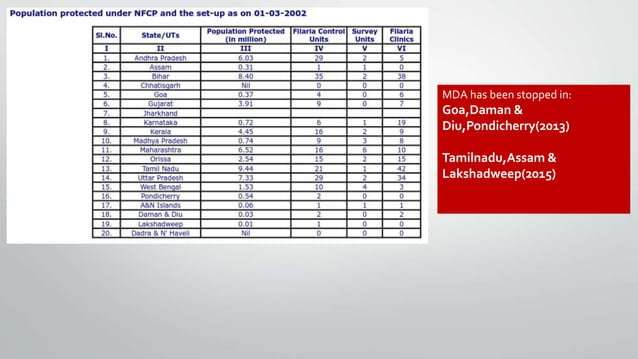 Population protected under NFCP and the set-up as on 01-03-2002
Sl.No. State/UTs Population Protected (in million) Filaria Control Units Survey Units Filaria Clinics
I II III IV V VI
1. Andhra Pradesh 6.03 29 2 5
2. Assam 0.31 1 1 0
3. Bihar 8.40 35 2 38
4. Chhatisgarh Nil 0 0 0
5. Goa 0.37 4 0 6
6. Gujarat 3.91 9 0 7
7. Jharkhand
8. Karnataka 0.72 6 1 19
9. Kerala 4.45 16 2 9
10. Madhya Pradesh 0.74 9 3 8
11. Maharashtra 6.52 16 6 10
12. Orissa 2.54 15 2 15
13. Tamil Nadu 9.44 21 1 42
14. Uttar Pradesh 7.33 29 2 34
15. West Bengal 1.53 10 4 3
16. Pondicherry 0.54 2 0 0
17. A&N Islands 0.06 1 1 1
18. Daman & Diu 0.03 2 0 2
19. Lakshadweep 0.01 1 0 0
20. Dadra & N' Haveli Nil 0 0 0
MDA has been stopped in:
Goa,Daman &
Diu,Pondicherry(2013)
Tamilnadu,Assam &
Lakshadweep(2015)